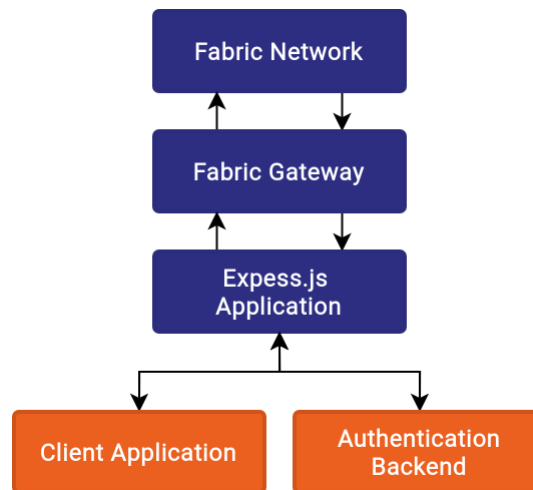 Fabric Network
Fabric Gateway
Expess.js
Application
Client Application
Authentication
Backend